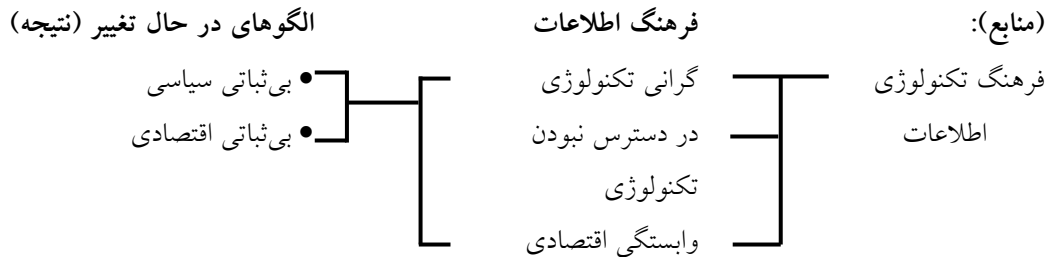 (منابع):
فرهنگ تکنولوژی
اطلاعات
فرهنگ اطلاعات
گرانی تکنولوژی
در دسترس نبودن
تکنولوژی
وابستگی اقتصادی
الگوهای در حال تغییر (نتیجه)
• بی‌ثباتی سیاسی
• بی‌ثباتی اقتصادی